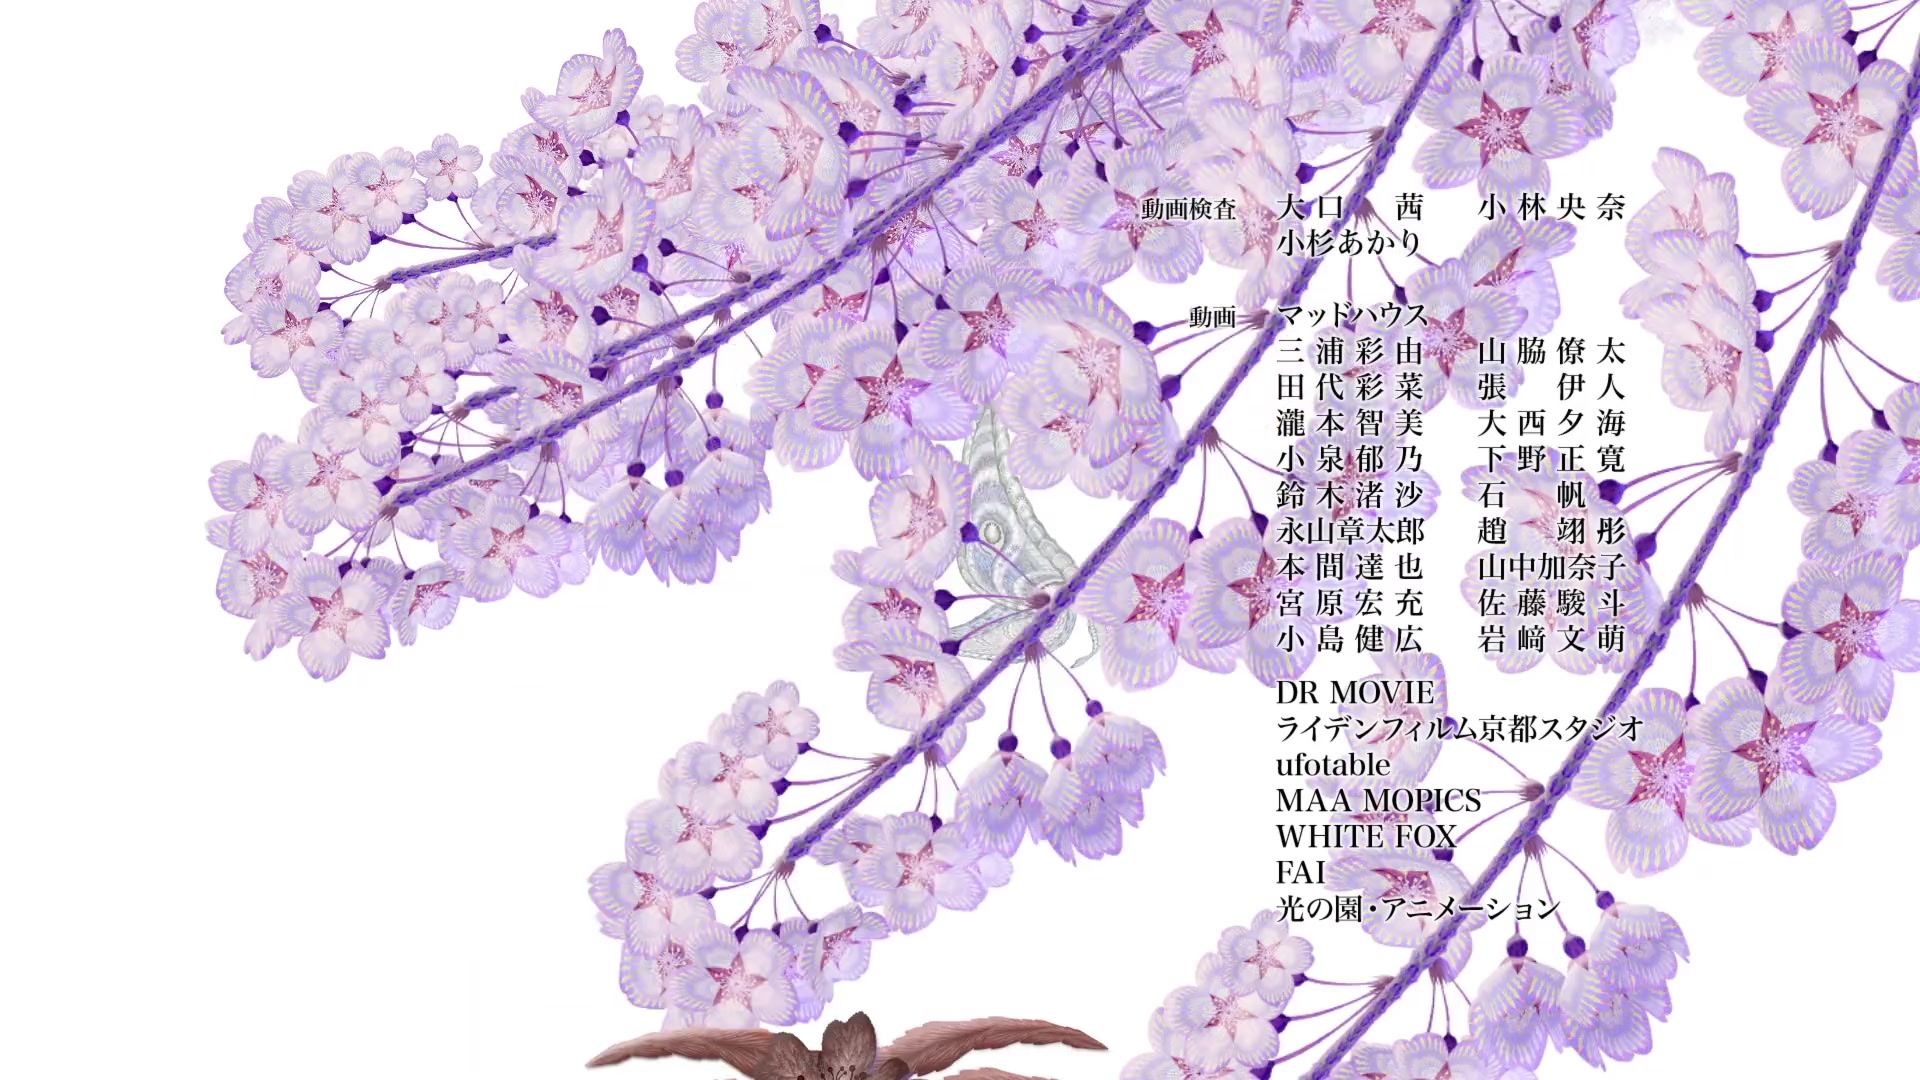 動画検査 大口 茜 小林央奈
小杉あかり
動画 マッドハウス
三浦彩由 山脇僚太
田代彩菜 張 伊人
瀧本智美 大西夕海
小泉郁乃 下野正寛
鈴木渚沙 石 帆
永山章太郎 趙 翊彤
本間達也 山中加奈子
宮原宏充 佐藤駿斗
小島健広 岩﨑文萌
DR MOVIE
ライデンフィルム京都スタジオ
ufotable
MAA MOPICS
WHITE FOX
FAI
光の園・アニメーション